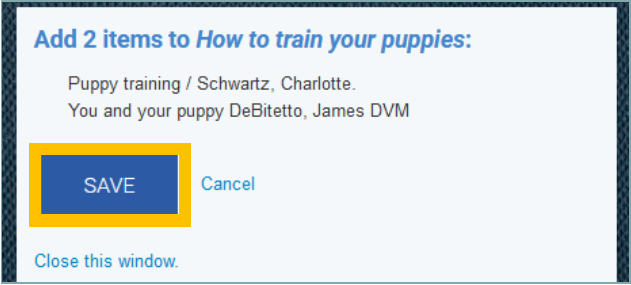 Add 2 items to How to train your puppies:
Puppy training / Schwartz, Charlotte.
You and your puppy DeBitetto, James DVM
SAVE Cancel
Close this window.